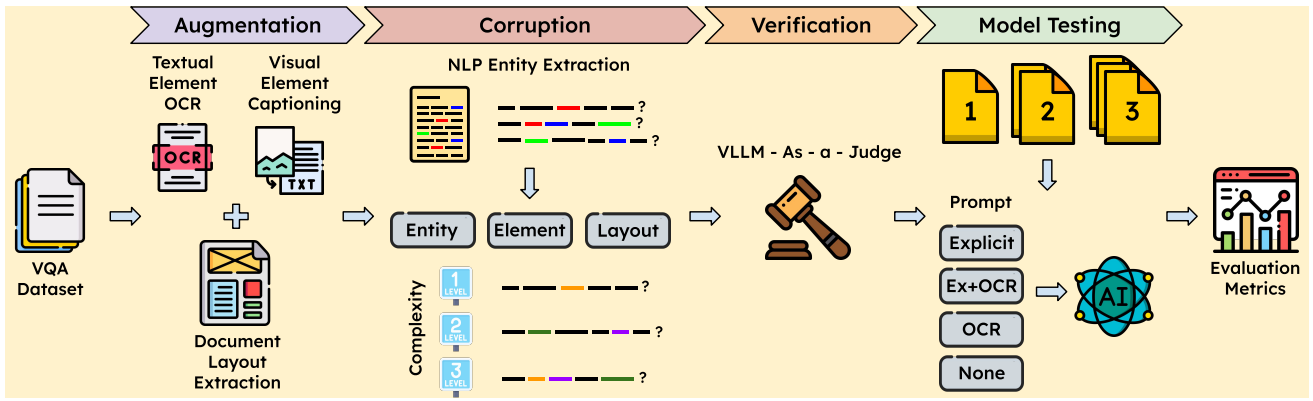 Augmentation
Corruption
Verification
Model Testing
Textual
Element
OCR
Visual
Element
Captioning
OCR
TXT
Document
Layout
Extraction
VQA
Dataset
NLP Entity Extraction
?
?
?
Entity
Element
Layout
Complexity
1
LEVEL
?
2
LEVEL
?
3
LEVEL
?
VLLM - As - a - Judge
1
2
3
Prompt
Explicit
Ex+OCR
OCR
None
AI
Evaluation
Metrics